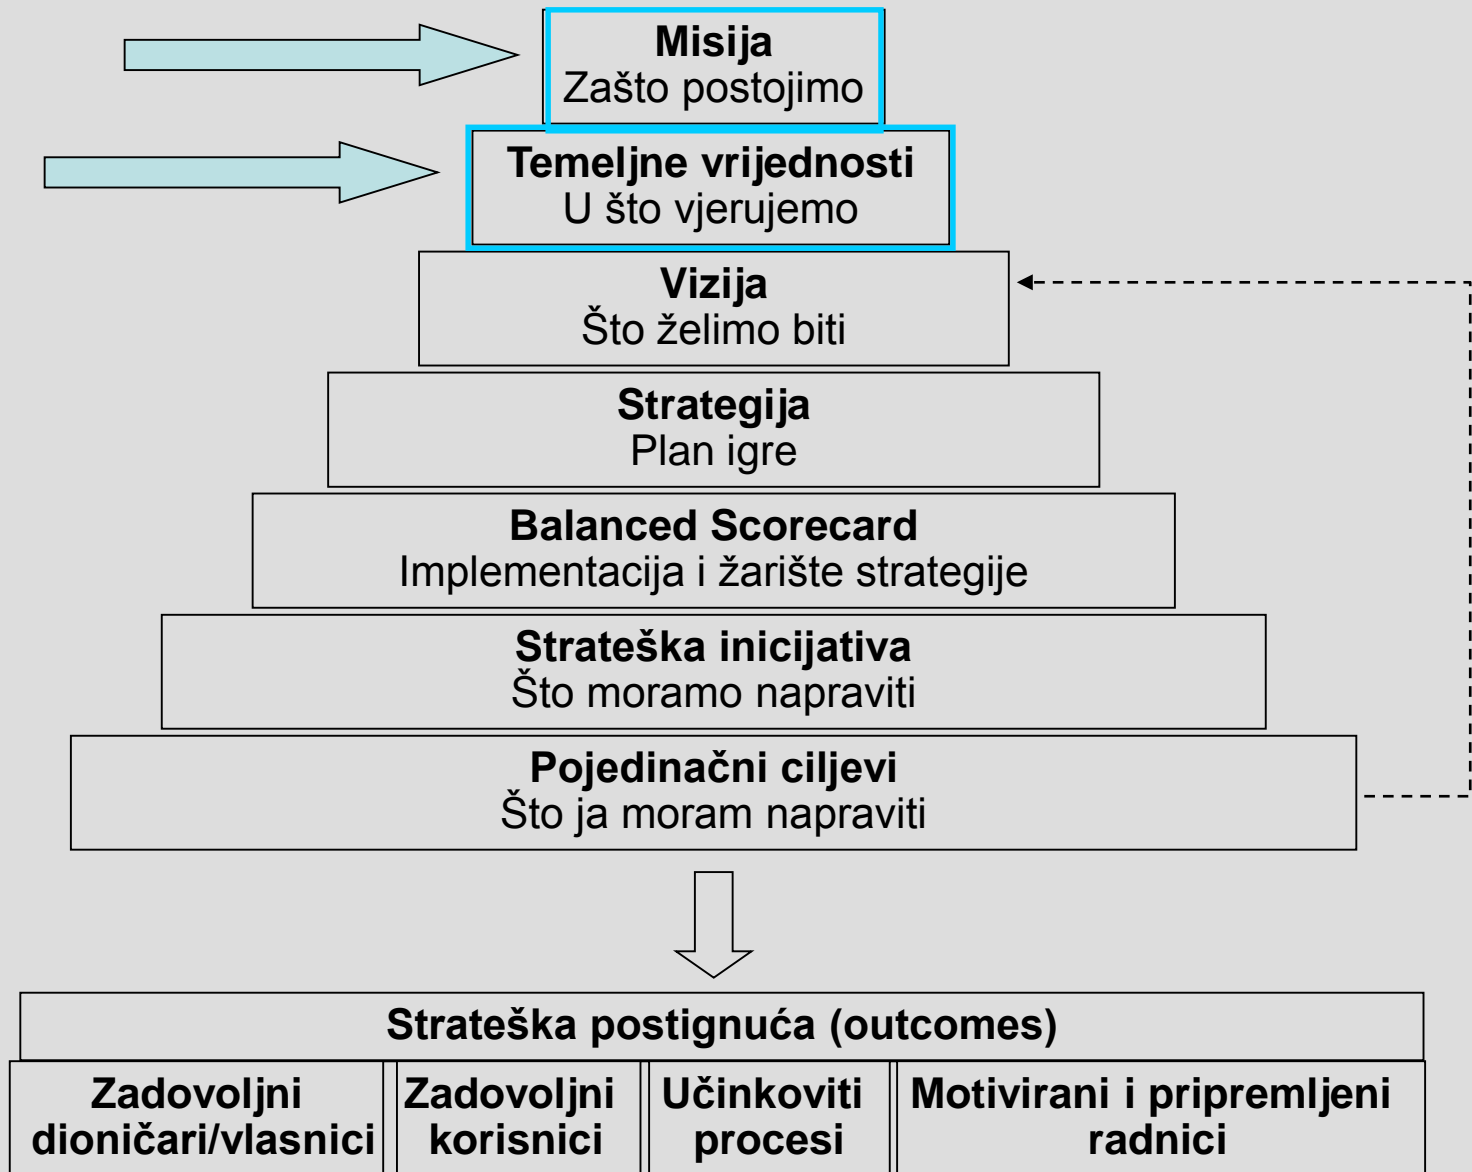 Misija
Zašto postojimo
Temeljne vrijednosti
U što vjerujemo
Vizija
Što želimo biti
Strategija
Plan igre
Balanced Scorecard
Implementacija i žarište strategije
Strateška inicijativa
Što moramo napraviti
Pojedinačni ciljevi
Što ja moram napraviti
Strateška postignuća (outcomes)
Zadovoljni
dioničari/vlasnici
Zadovoljni
korisnici
Učinkoviti
procesi
Motivirani i pripremljeni
radnici